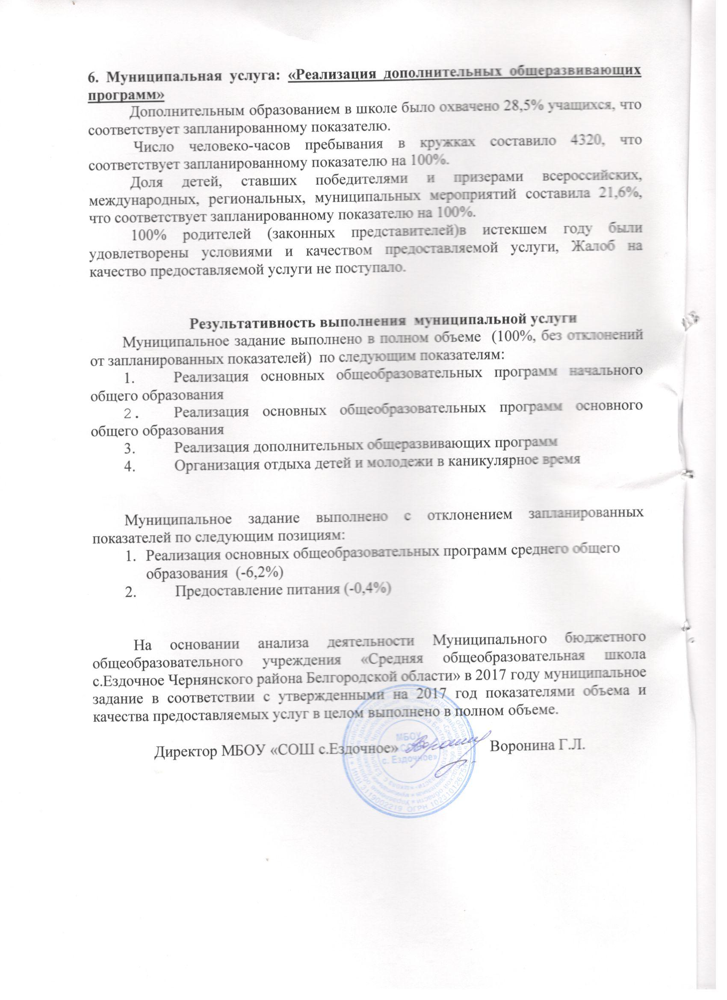 6. Муниципальная услуга: «Реализация дополнительных общеразвивающих
программ»
Дополнительным образованием в школе было охвачено 28,5% учащихся, что
соответствует запланированному показателю.
Число человеко-часов пребывания в кружках составило 4320, что
соответствует запланированному показателю на 100%.
Доля детей, ставших победителями и призерами всероссийских,
международных, региональных, муниципальных мероприятий составила 21,6%,
что соответствует запланированному показателю на 100%.
100% родителей (законных представителей)в истекшем году были
удовлетворены условиями и качеством предоставляемой услуги, Жалоб на
качество предоставляемой услуги не поступало.
Результативность выполнения муниципальной услуги
Муниципальное задание выполнено в полном объеме (100%, без отклонений
от запланированных показателей) по следующим показателям:
1. Реализация основных общеобразовательных программ начального
общего образования
2. Реализация основных общеобразовательных программ основного
общего образования
3. Реализация дополнительных общеразвивающих программ
4. Организация отдыха детей и молодежи в каникулярное время
Муниципальное задание выполнено с отклонением запланированных
показателей по следующим позициям:
1. Реализация основных общеобразовательных программ среднего общего
образования (-6,2%)
2. Предоставление питания (-0,4%)
На основании анализа деятельности Муниципального бюджетного
общеобразовательного учреждения «Средняя общеобразовательная школа
с.Ездочное Чернянского района Белгородской области» в 2017 году муниципальное
задание в соответствии с утвержденными на 2017 год показателями объема и
качества предоставляемых услуг в целом выполнено в полном объеме.
Директор МБОУ «СОШ с.Ездочное» Воронина Г.Л.
МБОУ
с. Ездочное»
ИНН 3119002219 ОГРН